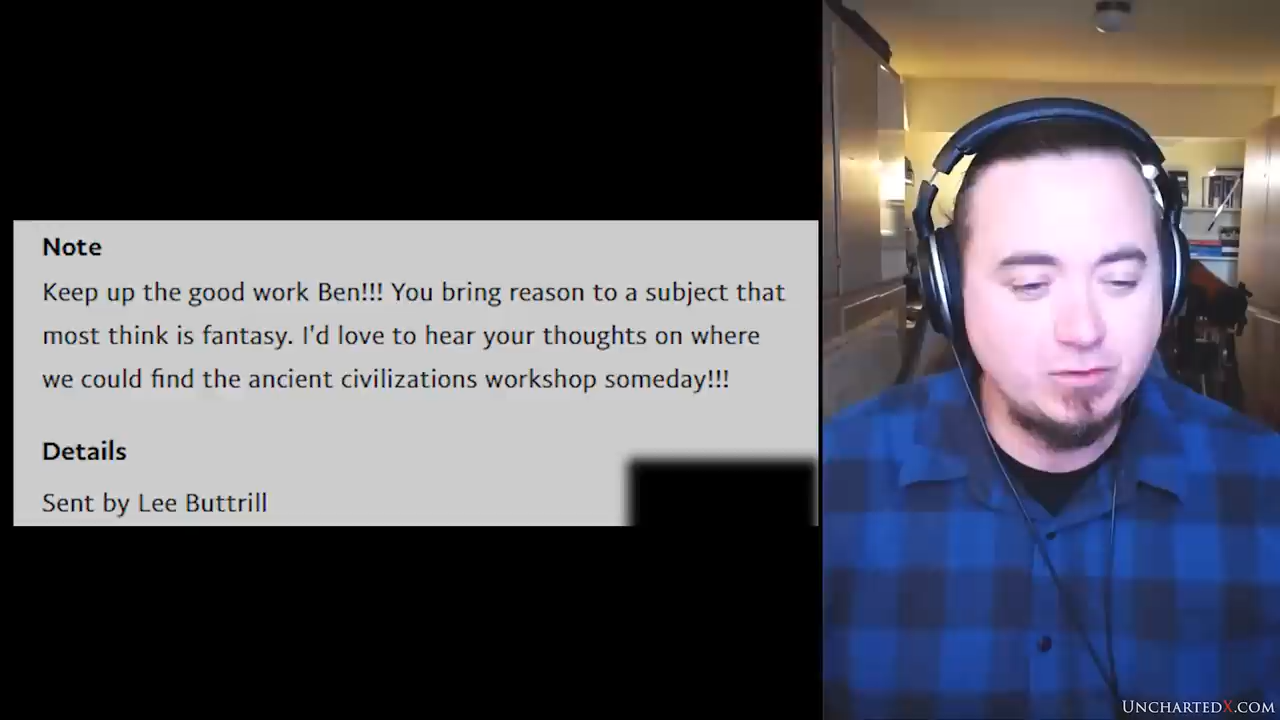 Note
Keep up the good work Ben!!! You bring reason to a subject that
most think is fantasy. I'd love to hear your thoughts on where
we could find the ancient civilizations workshop someday!!!
Details
Sent by Lee Buttrill
UnchartedX.com